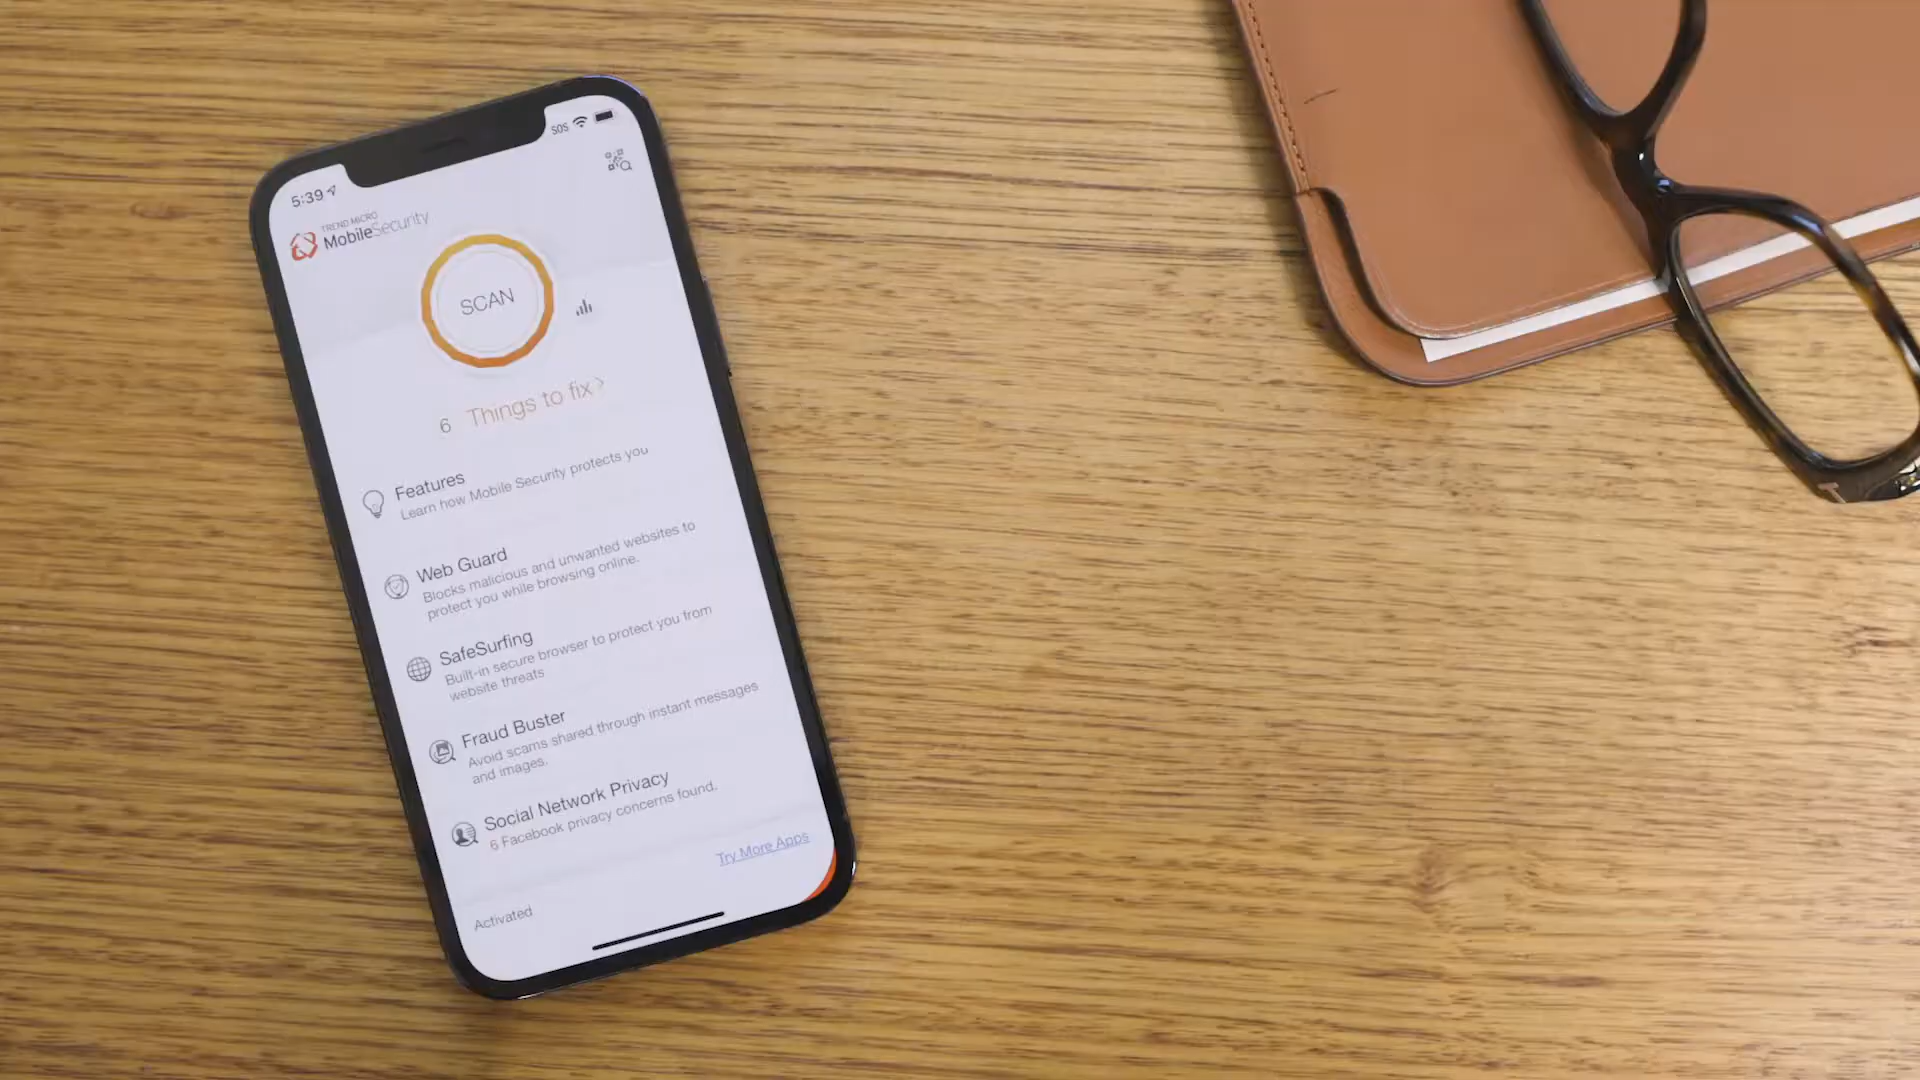 5:39
SOS
TREND MICRO
MobileSecurity
SCAN
6 Things to fix
Features
Learn how Mobile Security protects you
Web Guard
Blocks malicious and unwanted websites to
protect you while browsing online.
SafeSurfing
Built-in secure browser to protect you from
website threats
Fraud Buster
Avoid scams shared through instant messages
and images.
Social Network Privacy
6 Facebook privacy concerns found.
Try More Apps
Activated